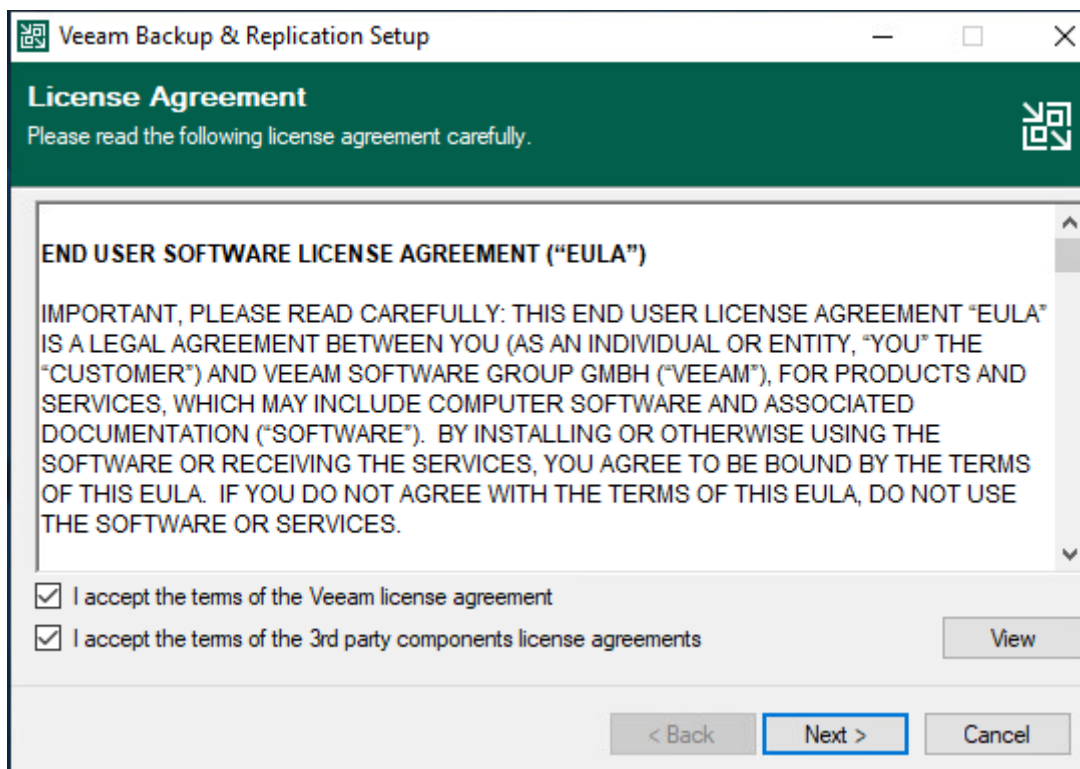 Veeam Backup & Replication Setup
License Agreement
Please read the following license agreement carefully.
END USER SOFTWARE LICENSE AGREEMENT (“EULA”)
IMPORTANT, PLEASE READ CAREFULLY: THIS END USER LICENSE AGREEMENT “EULA”
IS A LEGAL AGREEMENT BETWEEN YOU (AS AN INDIVIDUAL OR ENTITY, “YOU” THE
“CUSTOMER”) AND VEEAM SOFTWARE GROUP GMBH (“VEEAM”), FOR PRODUCTS AND
SERVICES, WHICH MAY INCLUDE COMPUTER SOFTWARE AND ASSOCIATED
DOCUMENTATION (“SOFTWARE”).  BY INSTALLING OR OTHERWISE USING THE
SOFTWARE OR RECEIVING THE SERVICES, YOU AGREE TO BE BOUND BY THE TERMS
OF THIS EULA.  IF YOU DO NOT AGREE WITH THE TERMS OF THIS EULA, DO NOT USE
THE SOFTWARE OR SERVICES.
I accept the terms of the Veeam license agreement
I accept the terms of the 3rd party components license agreements
View
< Back
Next >
Cancel